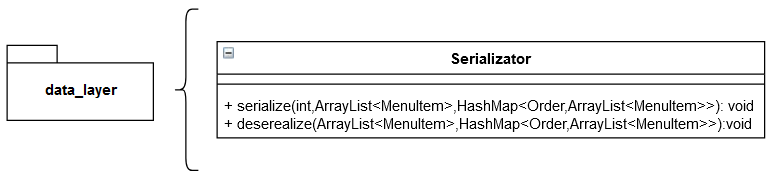 data_layer
Serializator
+ serialize(int,ArrayList<MenuItem>,HashMap<Order,ArrayList<MenuItem>>): void
+ deserealize(ArrayList<MenuItem>,HashMap<Order,ArrayList<MenuItem>>):void